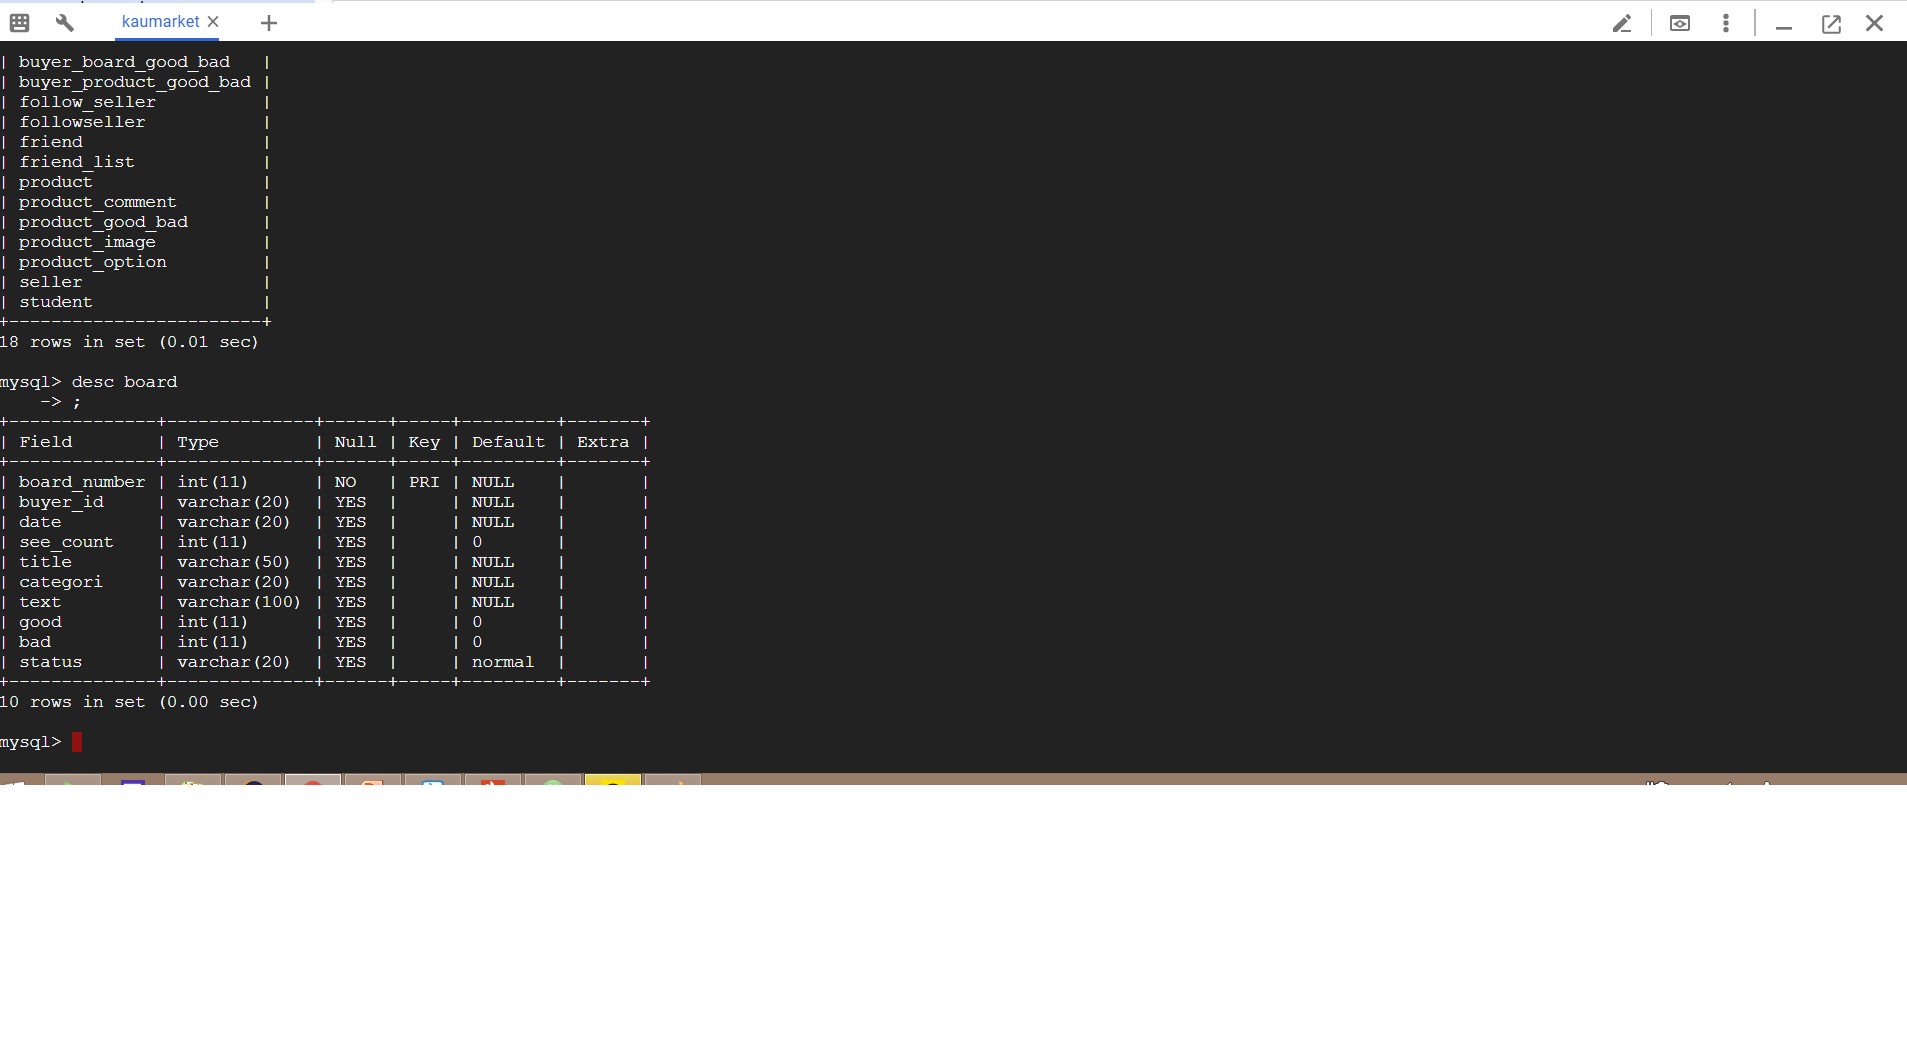 kaumarket
| buyer_board_good_bad   |
| buyer_product_good_bad |
| follow_seller          |
| followseller           |
| friend                 |
| friend_list            |
| product                |
| product_comment        |
| product_good_bad       |
| product_image          |
| product_option         |
| seller                 |
| student                |
+------------------------+
18 rows in set (0.01 sec)
mysql> desc board
    -> ;
+--------------+--------------+------+-----+---------+-------+
| Field        | Type         | Null | Key | Default | Extra |
+--------------+--------------+------+-----+---------+-------+
| board_number | int(11)      | NO   | PRI | NULL    |       |
| buyer_id     | varchar(20)  | YES  |     | NULL    |       |
| date         | varchar(20)  | YES  |     | NULL    |       |
| see_count    | int(11)      | YES  |     | 0       |       |
| title        | varchar(50)  | YES  |     | NULL    |       |
| categori     | varchar(20)  | YES  |     | NULL    |       |
| text         | varchar(100) | YES  |     | NULL    |       |
| good         | int(11)      | YES  |     | 0       |       |
| bad          | int(11)      | YES  |     | 0       |       |
| status       | varchar(20)  | YES  |     | normal  |       |
+--------------+--------------+------+-----+---------+-------+
10 rows in set (0.00 sec)
mysql>